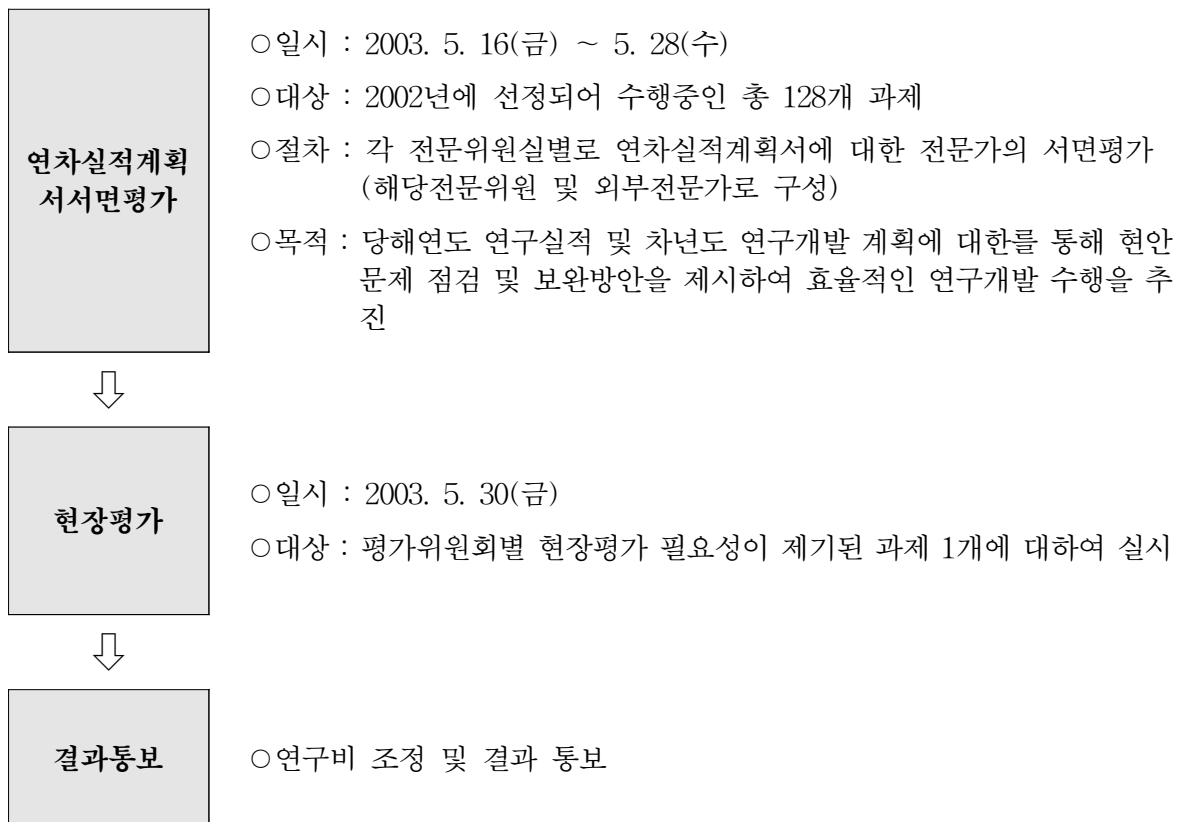 연차실적계획
서서면평가
○일시 : 2003. 5. 16(금) ~ 5. 28(수)
○대상 : 2002년에 선정되어 수행중인 총 128개 과제
○절차 : 각 전문위원실별로 연차실적계획서에 대한 전문가의 서면평가
(해당전문위원 및 외부전문가로 구성)
○목적 : 당해연도 연구실적 및 차년도 연구개발 계획에 대한를 통해 현안
문제 점검 및 보완방안을 제시하여 효율적인 연구개발 수행을 추
진
현장평가
○일시 : 2003. 5. 30(금)
○대상 : 평가위원회별 현장평가 필요성이 제기된 과제 1개에 대하여 실시
결과통보
○연구비 조정 및 결과 통보